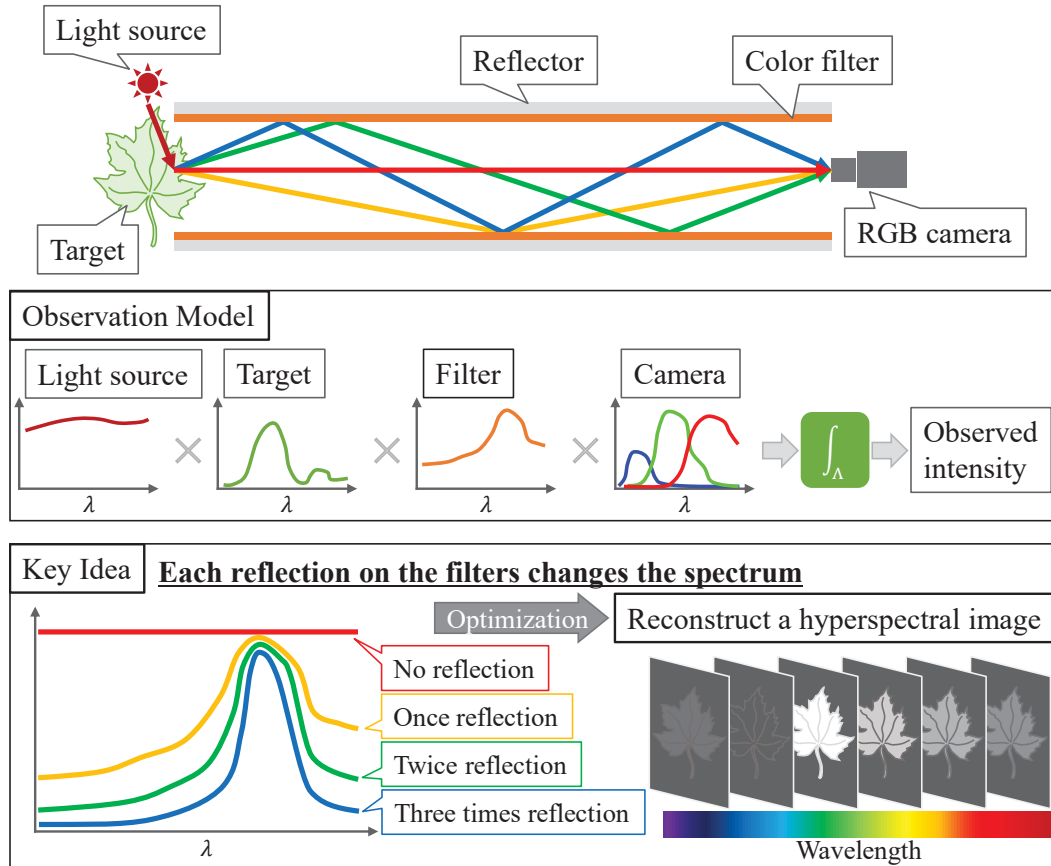 Light source
Reflector
Color filter
Target
RGB camera
Observation Model
Light source
Target
Filter
Camera
∫Λ
Observed
intensity
λ
λ
λ
λ
Key Idea
Each reflection on the filters changes the spectrum
Optimization
Reconstruct a hyperspectral image
No reflection
Once reflection
Twice reflection
Three times reflection
λ
Wavelength